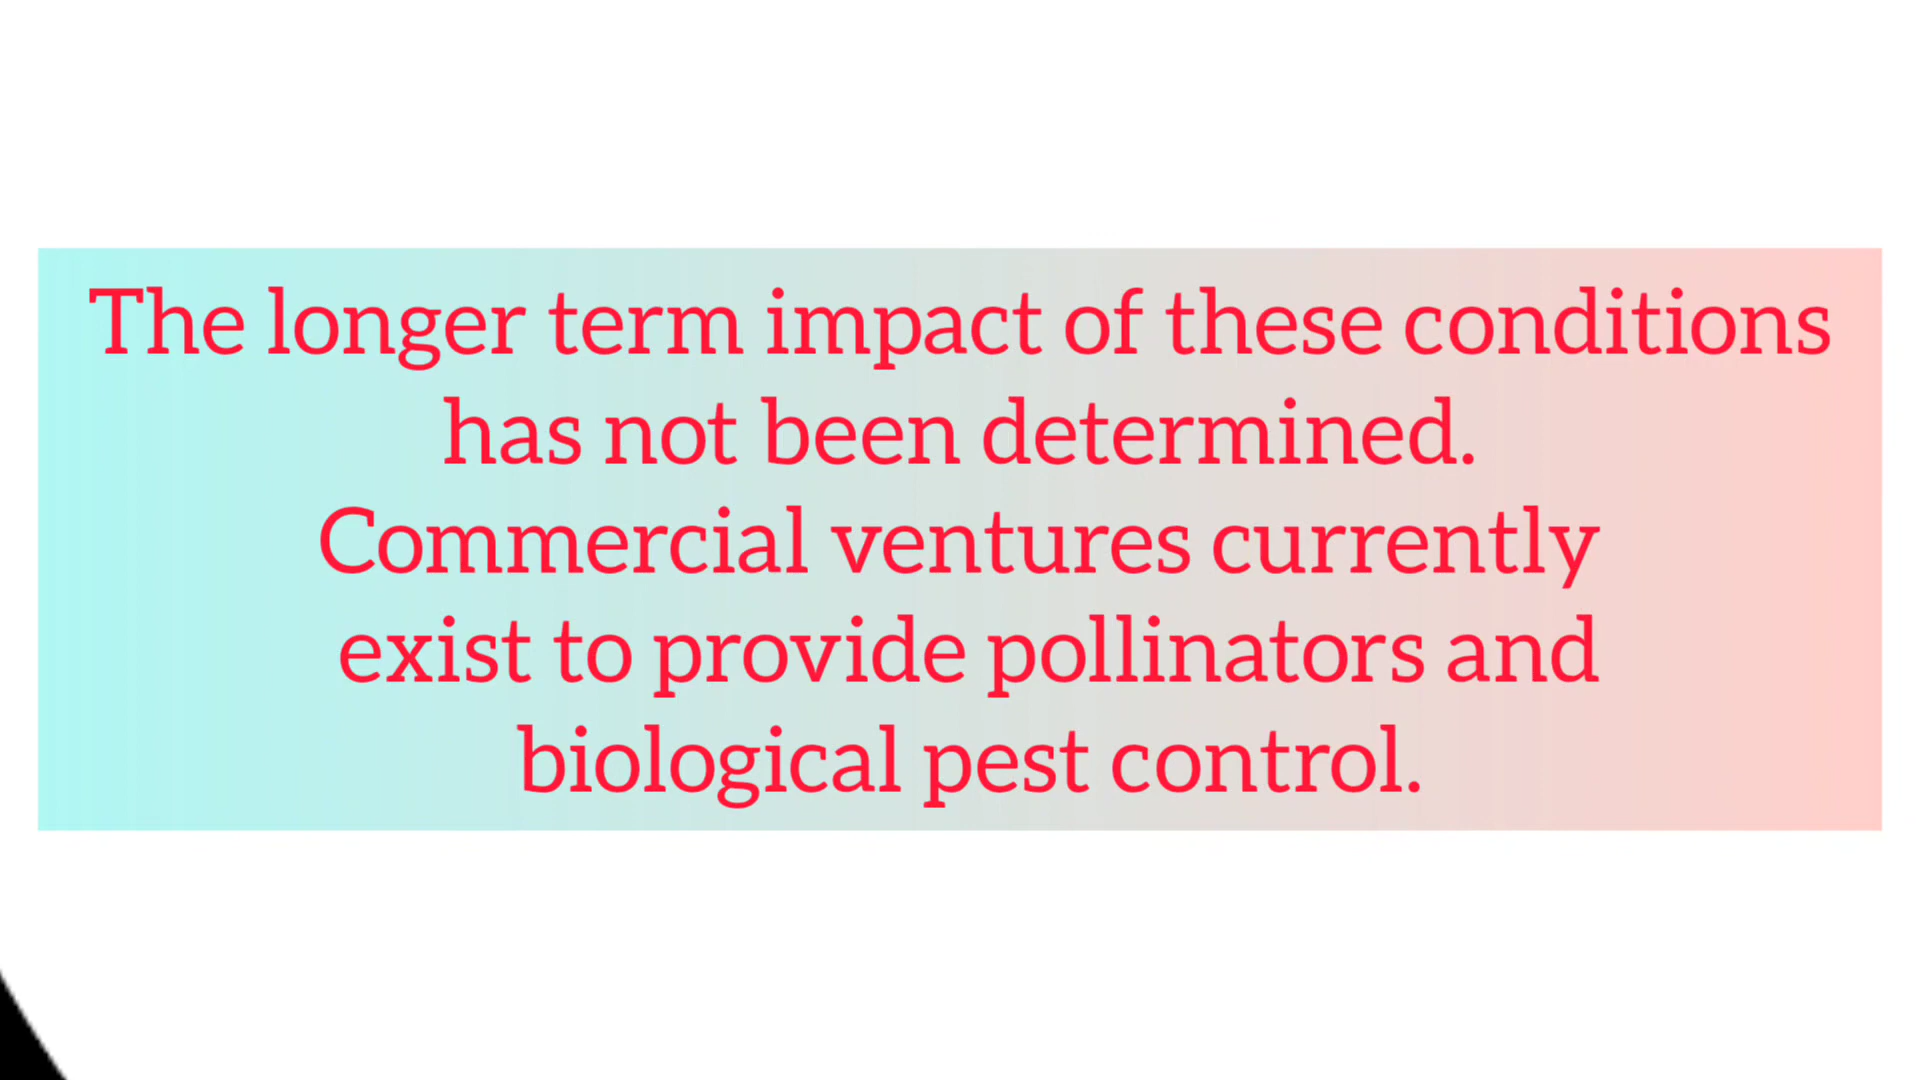 The longer term impact of these conditions
has not been determined.
Commercial ventures currently
exist to provide pollinators and
biological pest control.